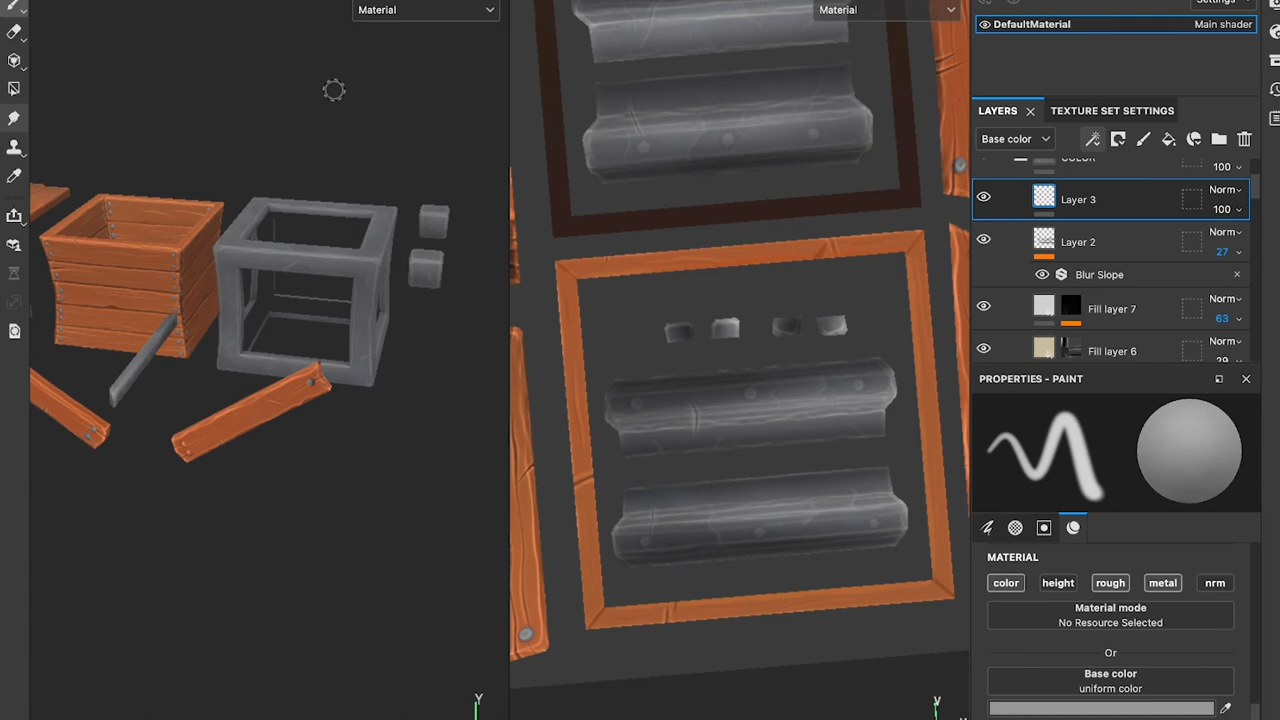 Material
Material
Settings
DefaultMaterial Main shader
LAYERS TEXTURE SET SETTINGS
Base color
COLOR
100
Layer 3 Norm
100
Layer 2 Norm
27
Blur Slope
Fill layer 7 Norm
63
Fill layer 6 Norm
29
PROPERTIES - PAINT
MATERIAL
color height rough metal nrm
Material mode
No Resource Selected
Or
Base color
uniform color
Y